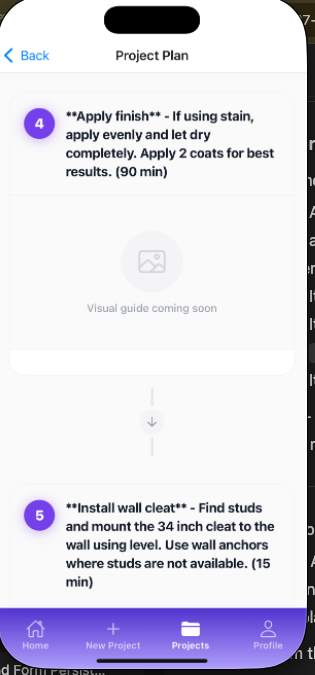 Back
Project Plan
4
**Apply finish** - If using stain,
apply evenly and let dry
completely. Apply 2 coats for best
results. (90 min)
Visual guide coming soon
5
**Install wall cleat** - Find studs
and mount the 34 inch cleat to the
wall using level. Use wall anchors
where studs are not available. (15
min)
Home
New Project
Projects
Profile